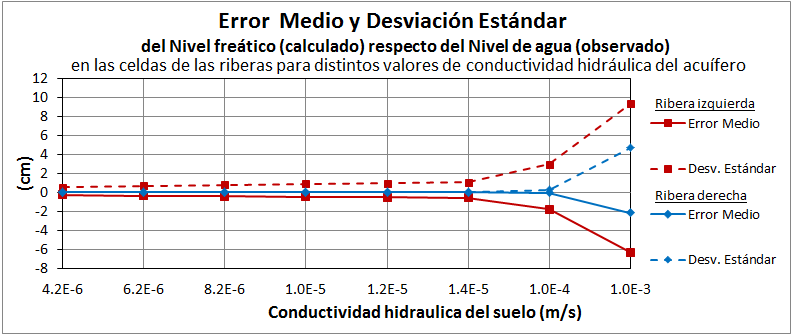 Error Medio y Desviación Estándar
del Nivel freático (calculado) respecto del Nivel de agua (observado)
en las celdas de las riberas para distintos valores de conductividad hidráulica del acuífero
12
10
8
6
4
2
0
-2
-4
-6
-8
(cm)
4.2E-6 6.2E-6 8.2E-6 1.0E-5 1.2E-5 1.4E-5 1.0E-4 1.0E-3
Conductividad hidraulica del suelo (m/s)
Ribera izquierda
Error Medio
Desv. Estándar
Ribera derecha
Error Medio
Desv. Estándar